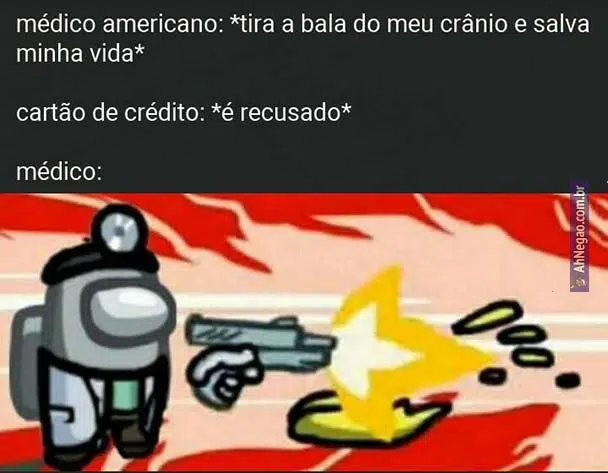 médico americano: *tira a bala do meu crânio e salva
minha vida*
cartão de crédito: *é recusado*
médico:
AhNegao.com.br